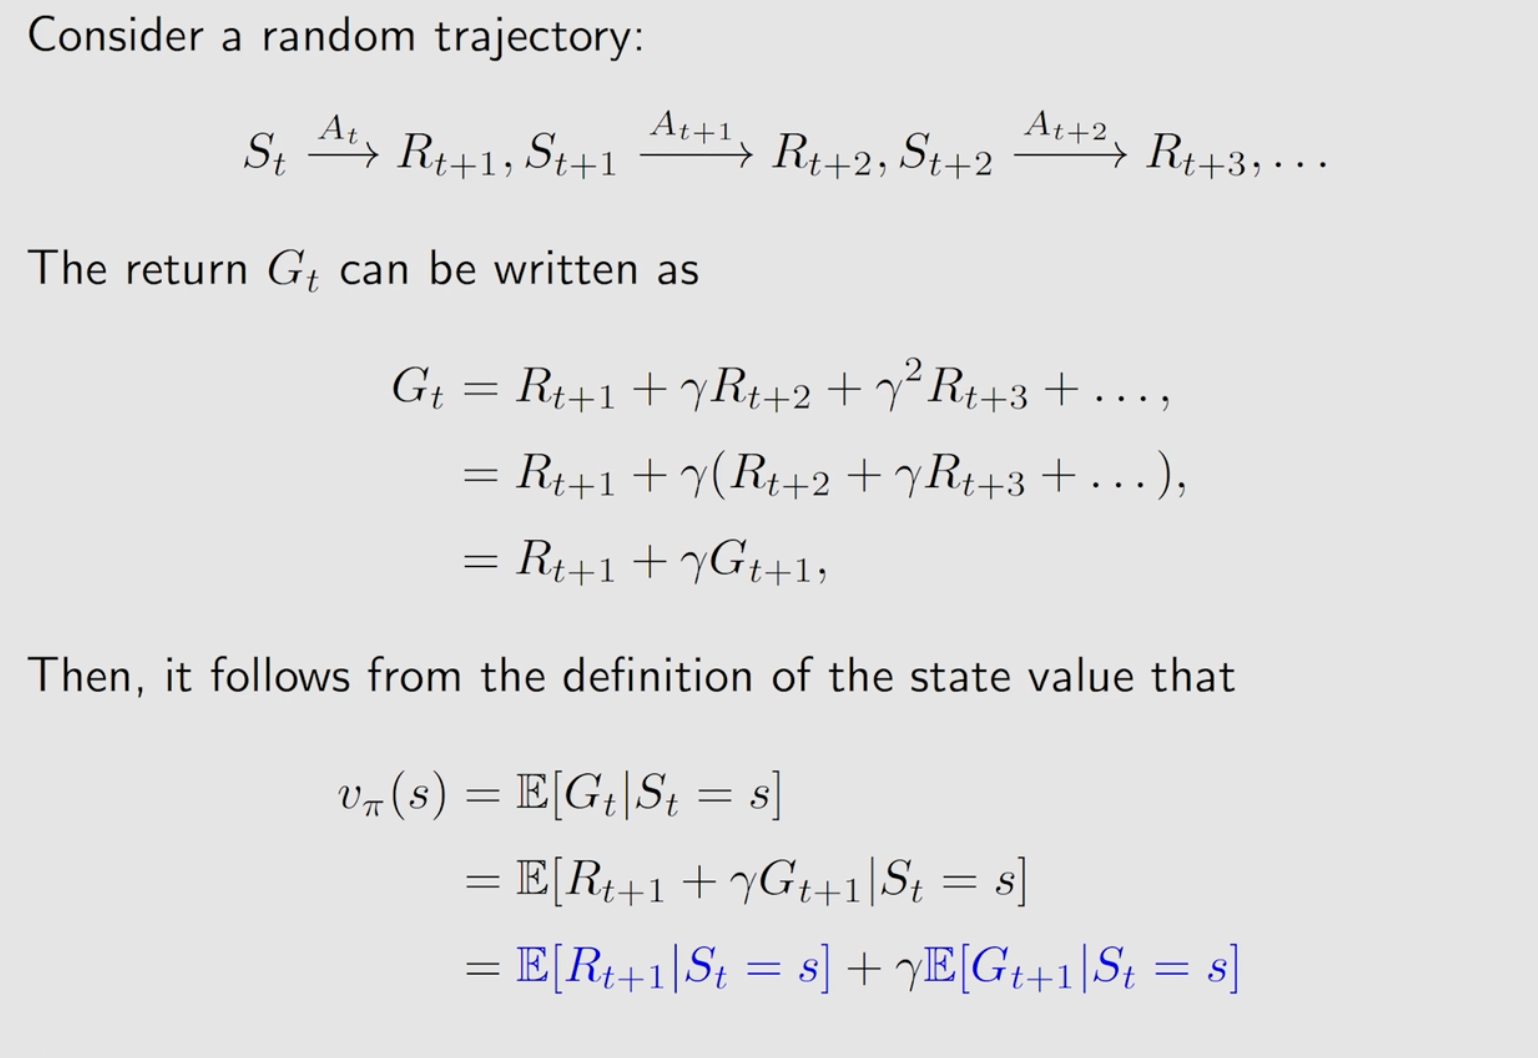 Consider a random trajectory:
$S_t \xrightarrow{A_t} R_{t+1}, S_{t+1} \xrightarrow{A_{t+1}} R_{t+2}, S_{t+2} \xrightarrow{A_{t+2}} R_{t+3}, \ldots$
The return $G_t$ can be written as
$G_t = R_{t+1} + \gamma R_{t+2} + \gamma^2 R_{t+3} + \ldots,$
$= R_{t+1} + \gamma(R_{t+2} + \gamma R_{t+3} + \ldots),$
$= R_{t+1} + \gamma G_{t+1},$
Then, it follows from the definition of the state value that
$v_\pi(s) = \mathbb{E}[G_t|S_t = s]$
$= \mathbb{E}[R_{t+1} + \gamma G_{t+1}|S_t = s]$
$= \mathbb{E}[R_{t+1}|S_t = s] + \gamma \mathbb{E}[G_{t+1}|S_t = s]$